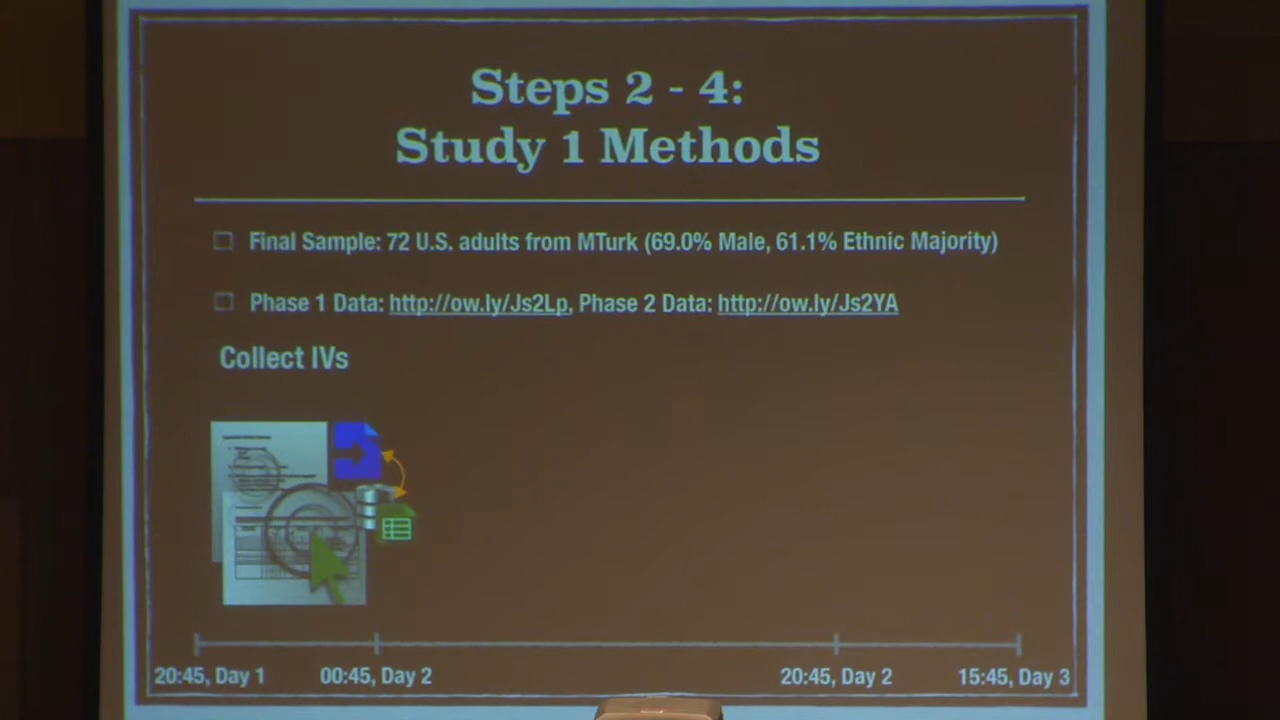 Steps 2 - 4:
Study 1 Methods
Final Sample: 72 U.S. adults from MTurk (69.0% Male, 61.1% Ethnic Majority)
Phase 1 Data: http://ow.ly/Js2Lp, Phase 2 Data: http://ow.ly/Js2YA
Collect IVs
20:45, Day 1
00:45, Day 2
20:45, Day 2
15:45, Day 3